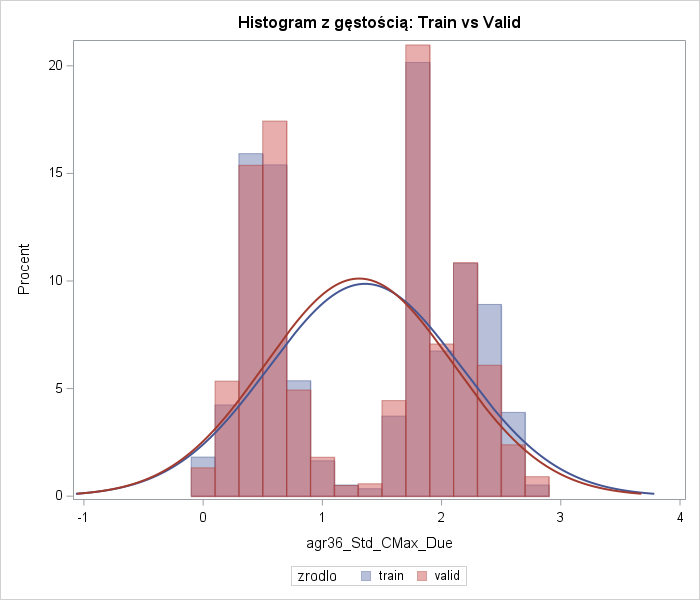 Histogram z gęstością: Train vs Valid
20
15
10
5
0
Procent
-1 0 1 2 3 4
agr36_Std_CMax_Due
zrodlo train valid